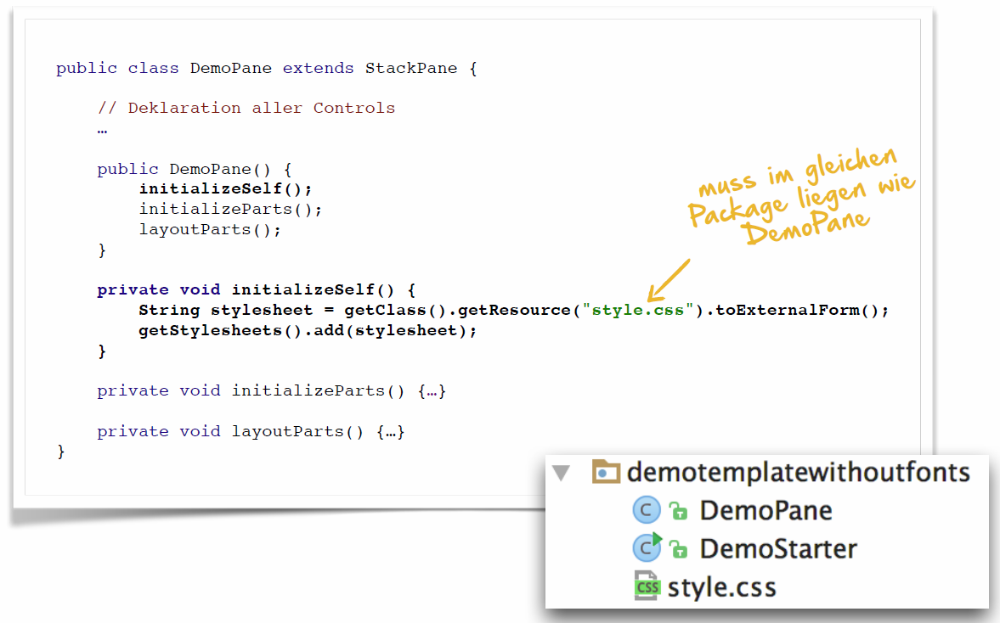 public class DemoPane extends StackPane {
// Deklaration aller Controls
…
public DemoPane() {
initializeSelf();
initializeParts();
layoutParts();
}
muss im gleichen
Package liegen wie
DemoPane
private void initializeSelf() {
String stylesheet = getClass().getResource("style.css").toExternalForm();
getStylesheets().add(stylesheet);
}
private void initializeParts() {…}
private void layoutParts() {…}
}
demotemplatewithoutfonts
C DemoPane
C DemoStarter
CSS style.css